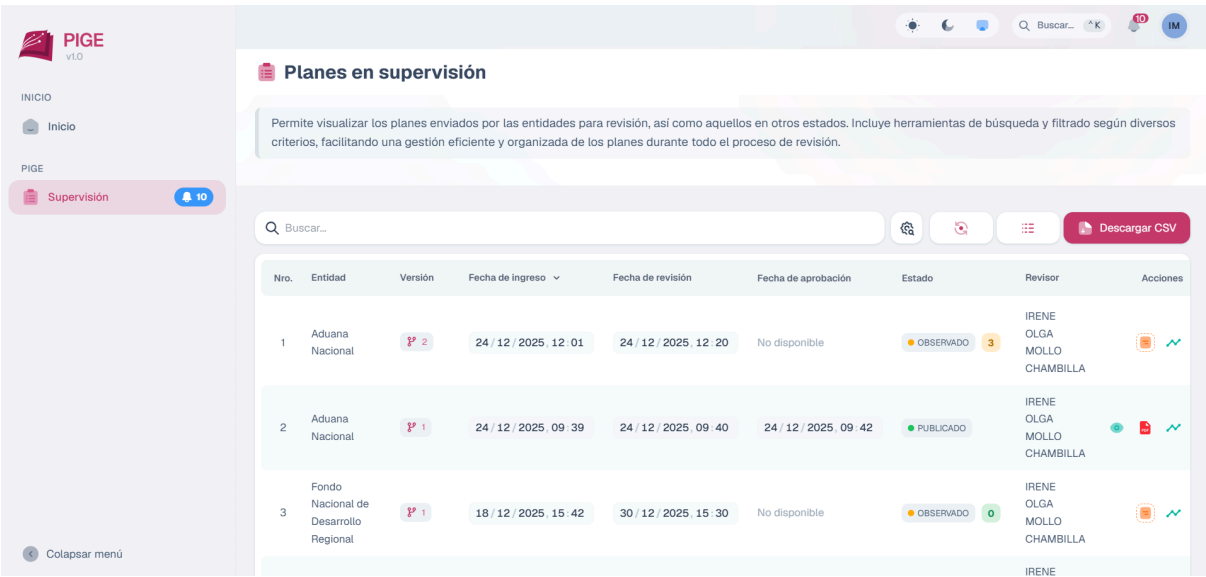 PIGE
v1.0
Buscar... ^ K
10
IM
Planes en supervisión
INICIO
Inicio
Permite visualizar los planes enviados por las entidades para revisión, así como aquellos en otros estados. Incluye herramientas de búsqueda y filtrado según diversos
criterios, facilitando una gestión eficiente y organizada de los planes durante todo el proceso de revisión.
PIGE
Supervisión 10
Buscar...
Descargar CSV
Nro. Entidad Versión Fecha de ingreso Fecha de revisión Fecha de aprobación Estado Revisor Acciones
1 Aduana Nacional 2 24/12/2025, 12:01 24/12/2025, 12:20 No disponible OBSERVADO 3 IRENE OLGA MOLLO CHAMBILLA
2 Aduana Nacional 1 24/12/2025, 09:39 24/12/2025, 09:40 24/12/2025, 09:42 PUBLICADO IRENE OLGA MOLLO CHAMBILLA
3 Fondo Nacional de Desarrollo Regional 1 18/12/2025, 15:42 30/12/2025, 15:30 No disponible OBSERVADO 0 IRENE OLGA MOLLO CHAMBILLA
IRENE
Colapsar menú